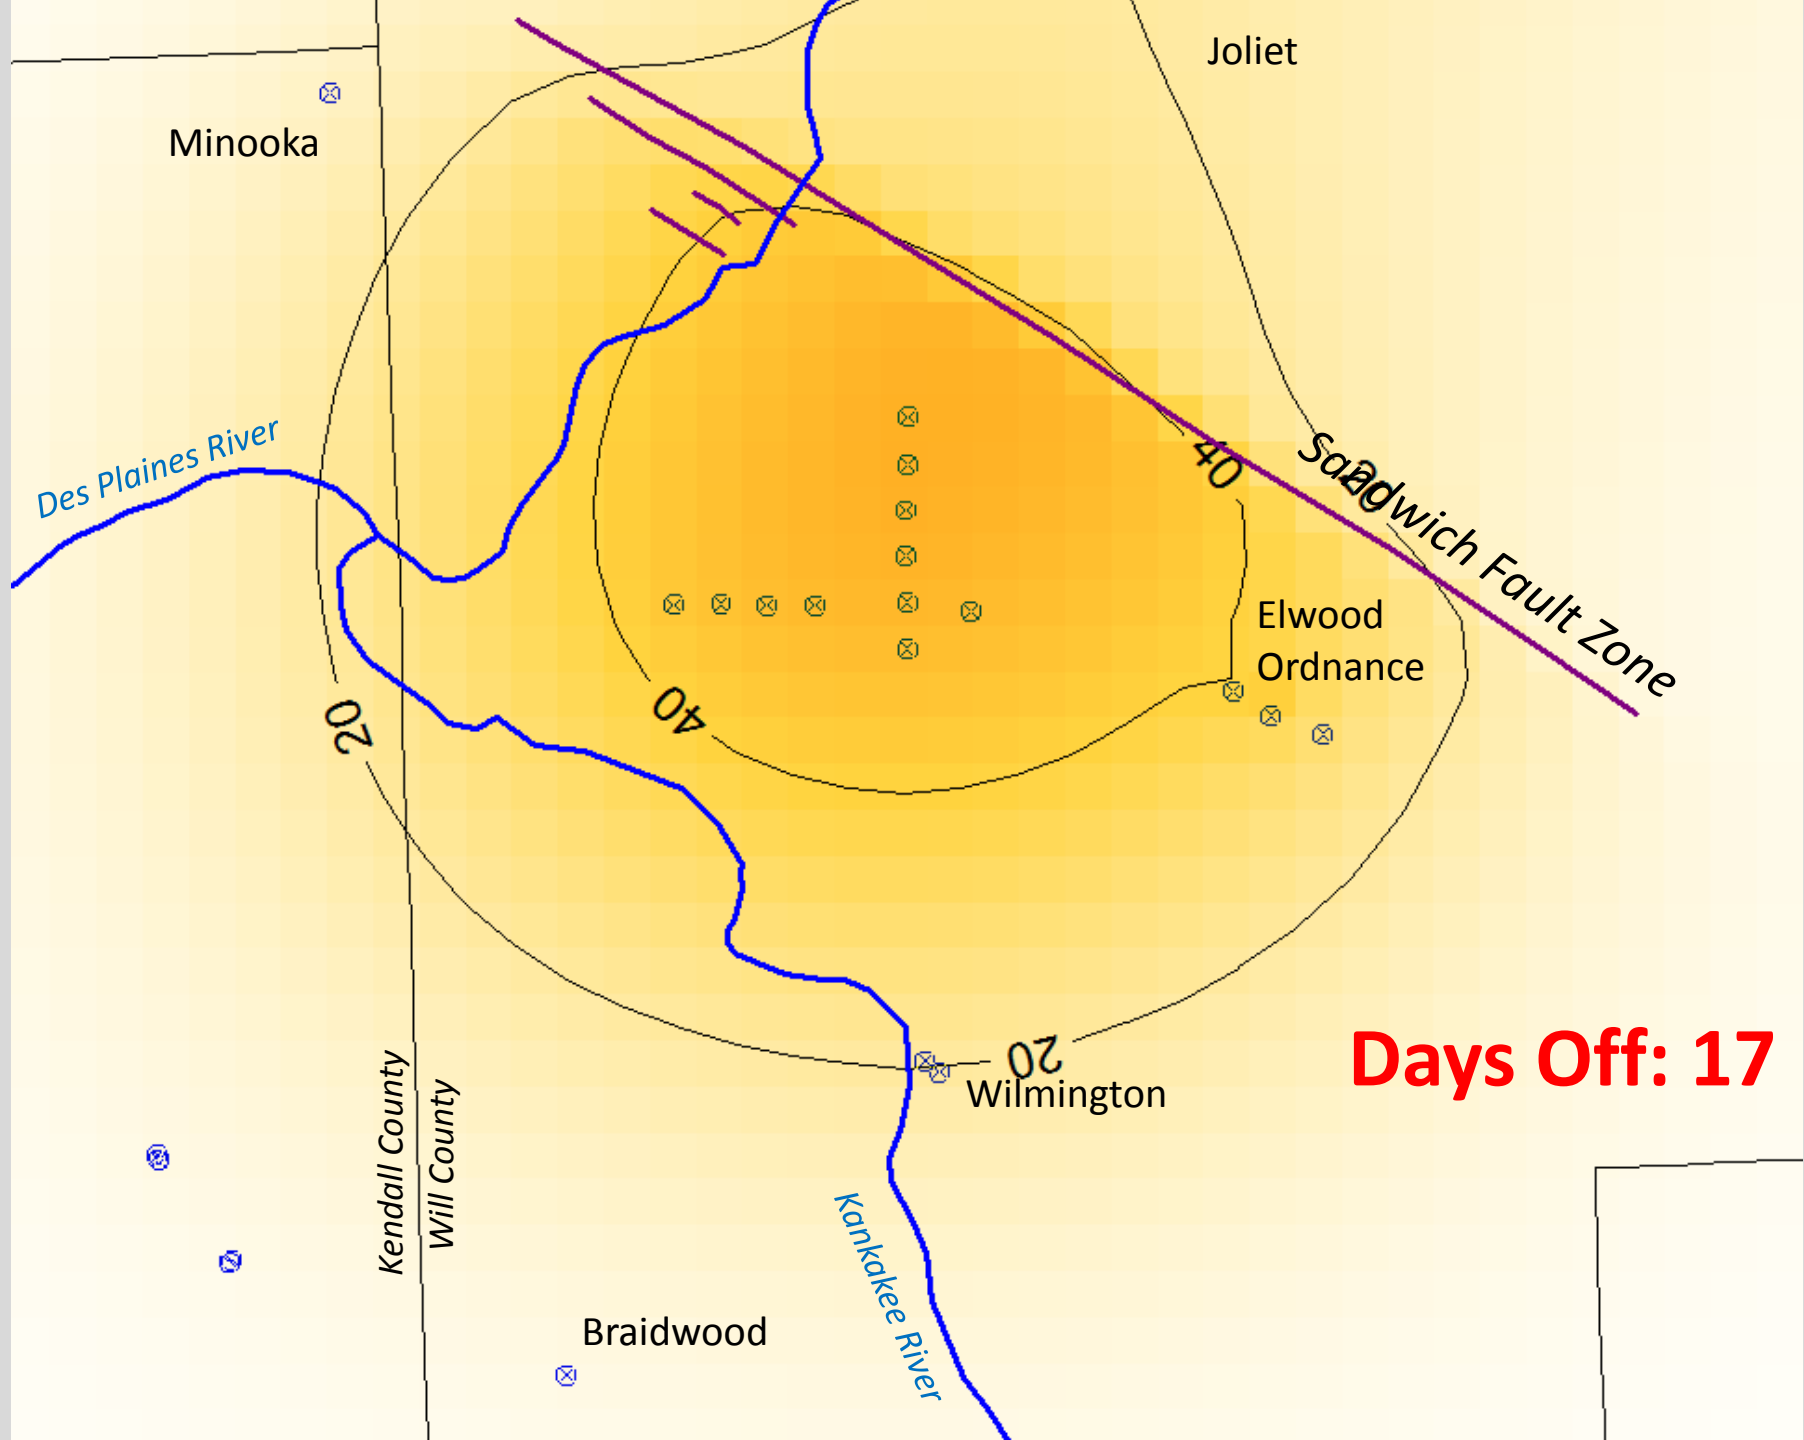 Joliet
Minooka
Des Plaines River
40
20
Sandwich Fault Zone
Elwood
Ordnance
40
20
20
Wilmington
Days Off: 17
Kendall County
Will County
Kankakee River
Braidwood